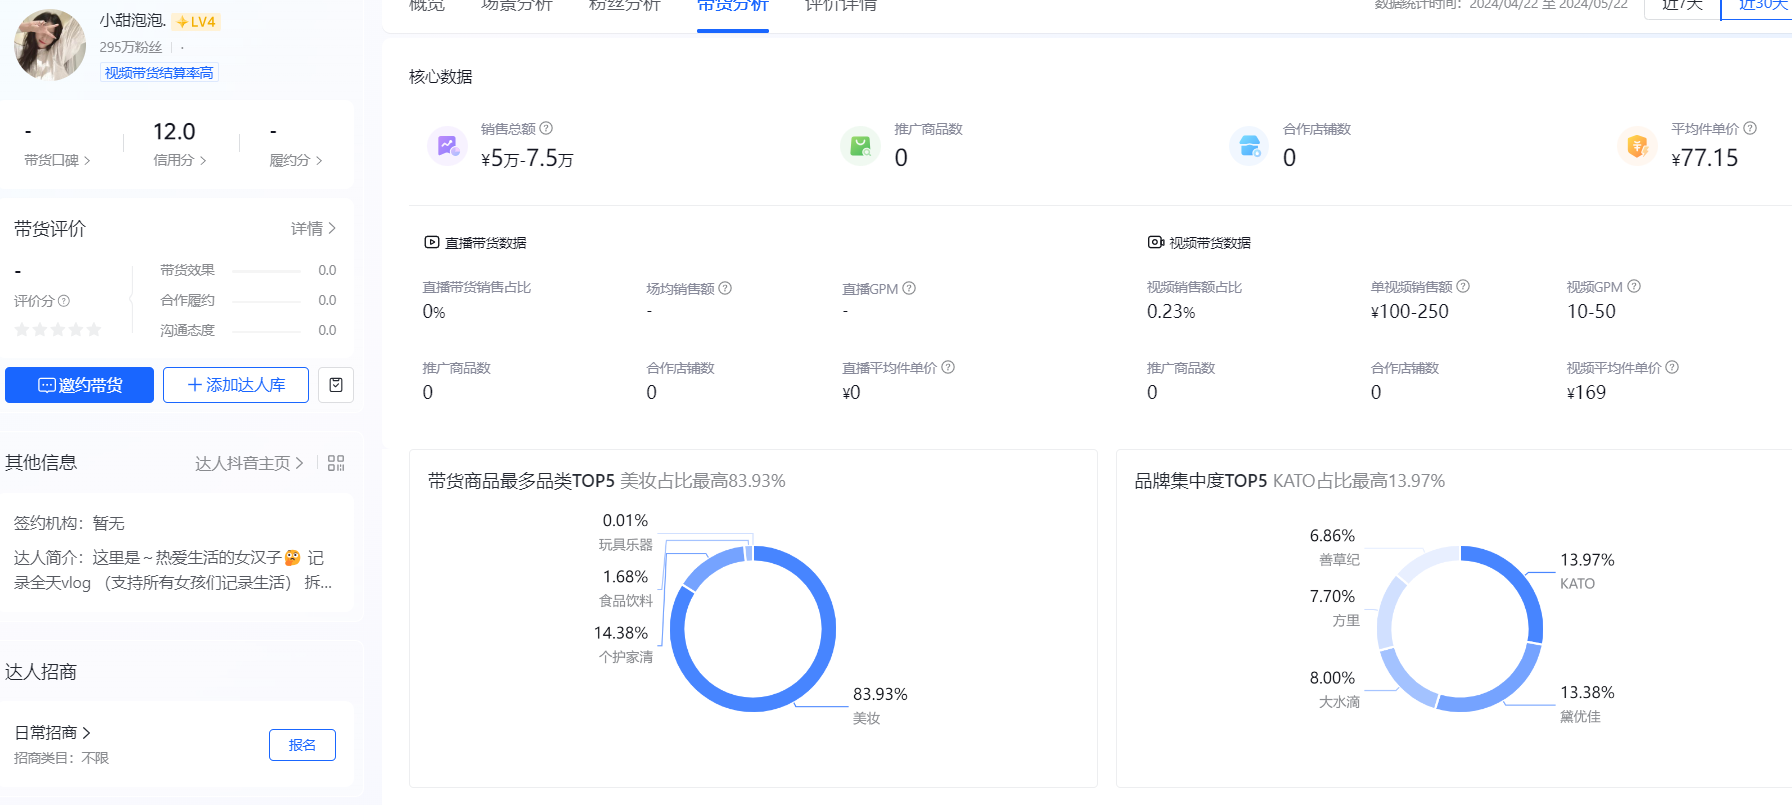 小甜泡泡.
LV4
295万粉丝
视频带货结算率高
-
带货口碑
12.0
信用分
-
履约分
带货评价
详情
-
评价分
带货效果 0.0
合作履约 0.0
沟通态度 0.0
邀约带货
添加达人库
其他信息
达人抖音主页
签约机构：暂无
达人简介：这里是～热爱生活的女汉子 记
录全天vlog （支持所有女孩们记录生活） 拆...
达人招商
日常招商
招商类目：不限
报名
概览 场景分析 粉丝分析 带货分析 评价详情
数据统计时间：2024/04/22 至 2024/05/22
近7天
近30天
核心数据
销售总额
¥5万-7.5万
推广商品数
0
合作店铺数
0
平均件单价
¥77.15
直播带货数据
直播带货销售占比
0%
场均销售额
-
直播GPM
-
推广商品数
0
合作店铺数
0
直播平均件单价
¥0
视频带货数据
视频销售额占比
0.23%
单视频销售额
¥100-250
视频GPM
10-50
推广商品数
0
合作店铺数
0
视频平均件单价
¥169
带货商品最多品类TOP5 美妆占比最高83.93%
0.01%
玩具乐器
1.68%
食品饮料
14.38%
个护家清
83.93%
美妆
品牌集中度TOP5 KATO占比最高13.97%
6.86%
善草纪
7.70%
方里
8.00%
大水滴
13.97%
KATO
13.38%
黛优佳